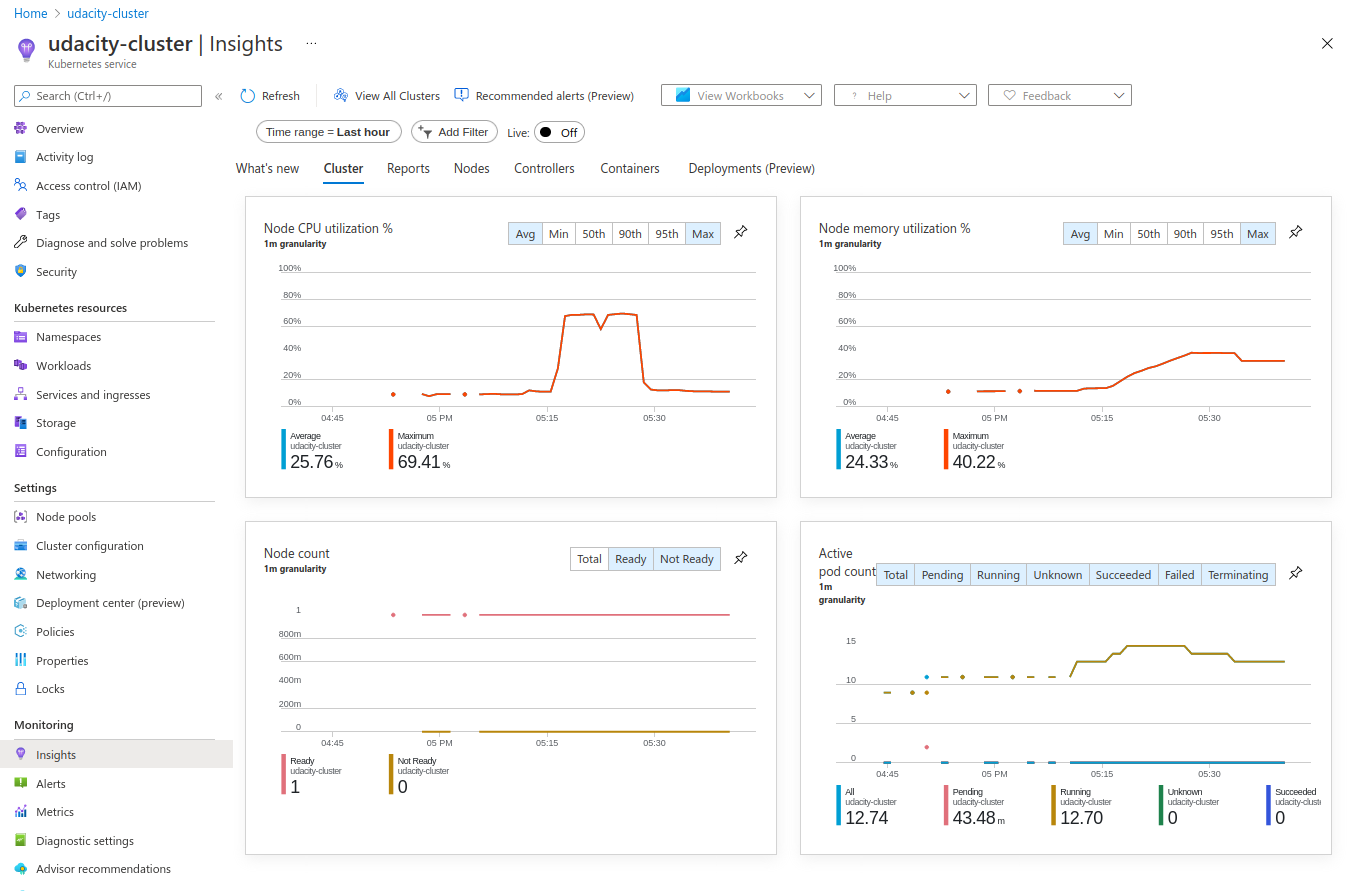 Home > udacity-cluster
udacity-cluster | Insights ...
Kubernetes service
Search (Ctrl+/)
«
Refresh
View All Clusters
Recommended alerts (Preview)
View Workbooks
? Help
Feedback
Time range = Last hour
Add Filter
Live: Off
What's new
Cluster
Reports
Nodes
Controllers
Containers
Deployments (Preview)
Overview
Activity log
Access control (IAM)
Tags
Diagnose and solve problems
Security
Kubernetes resources
Namespaces
Workloads
Services and ingresses
Storage
Configuration
Settings
Node pools
Cluster configuration
Networking
Deployment center (preview)
Policies
Properties
Locks
Monitoring
Insights
Alerts
Metrics
Diagnostic settings
Advisor recommendations
Node CPU utilization %
1m granularity
Avg Min 50th 90th 95th Max
100%
80%
60%
40%
20%
0%
04:45 05 PM 05:15 05:30
Average
udacity-cluster
25.76 %
Maximum
udacity-cluster
69.41 %
Node memory utilization %
1m granularity
Avg Min 50th 90th 95th Max
100%
80%
60%
40%
20%
0%
04:45 05 PM 05:15 05:30
Average
udacity-cluster
24.33 %
Maximum
udacity-cluster
40.22 %
Node count
1m granularity
Total Ready Not Ready
1
800m
600m
400m
200m
0
04:45 05 PM 05:15 05:30
Ready
udacity-cluster
1
Not Ready
udacity-cluster
0
Active
pod count
1m
granularity
Total Pending Running Unknown Succeeded Failed Terminating
15
10
5
0
04:45 05 PM 05:15 05:30
All
udacity-cluster
12.74
Pending
udacity-cluster
43.48 m
Running
udacity-cluster
12.70
Unknown
udacity-cluster
0
Succeeded
udacity-clust
0